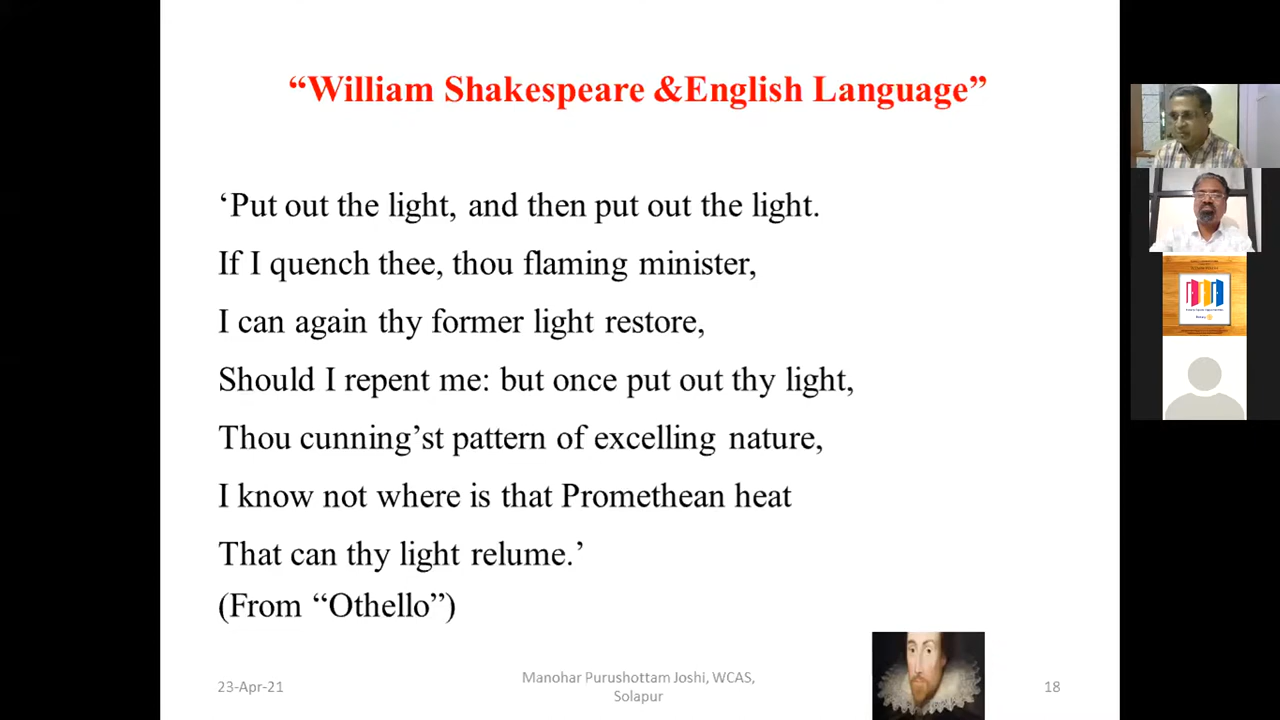 “William Shakespeare &English Language”
‘Put out the light, and then put out the light.
If I quench thee, thou flaming minister,
I can again thy former light restore,
Should I repent me: but once put out thy light,
Thou cunning’st pattern of excelling nature,
I know not where is that Promethean heat
That can thy light relume.’
(From “Othello”)
23-Apr-21
Manohar Purushottam Joshi, WCAS,
Solapur
18